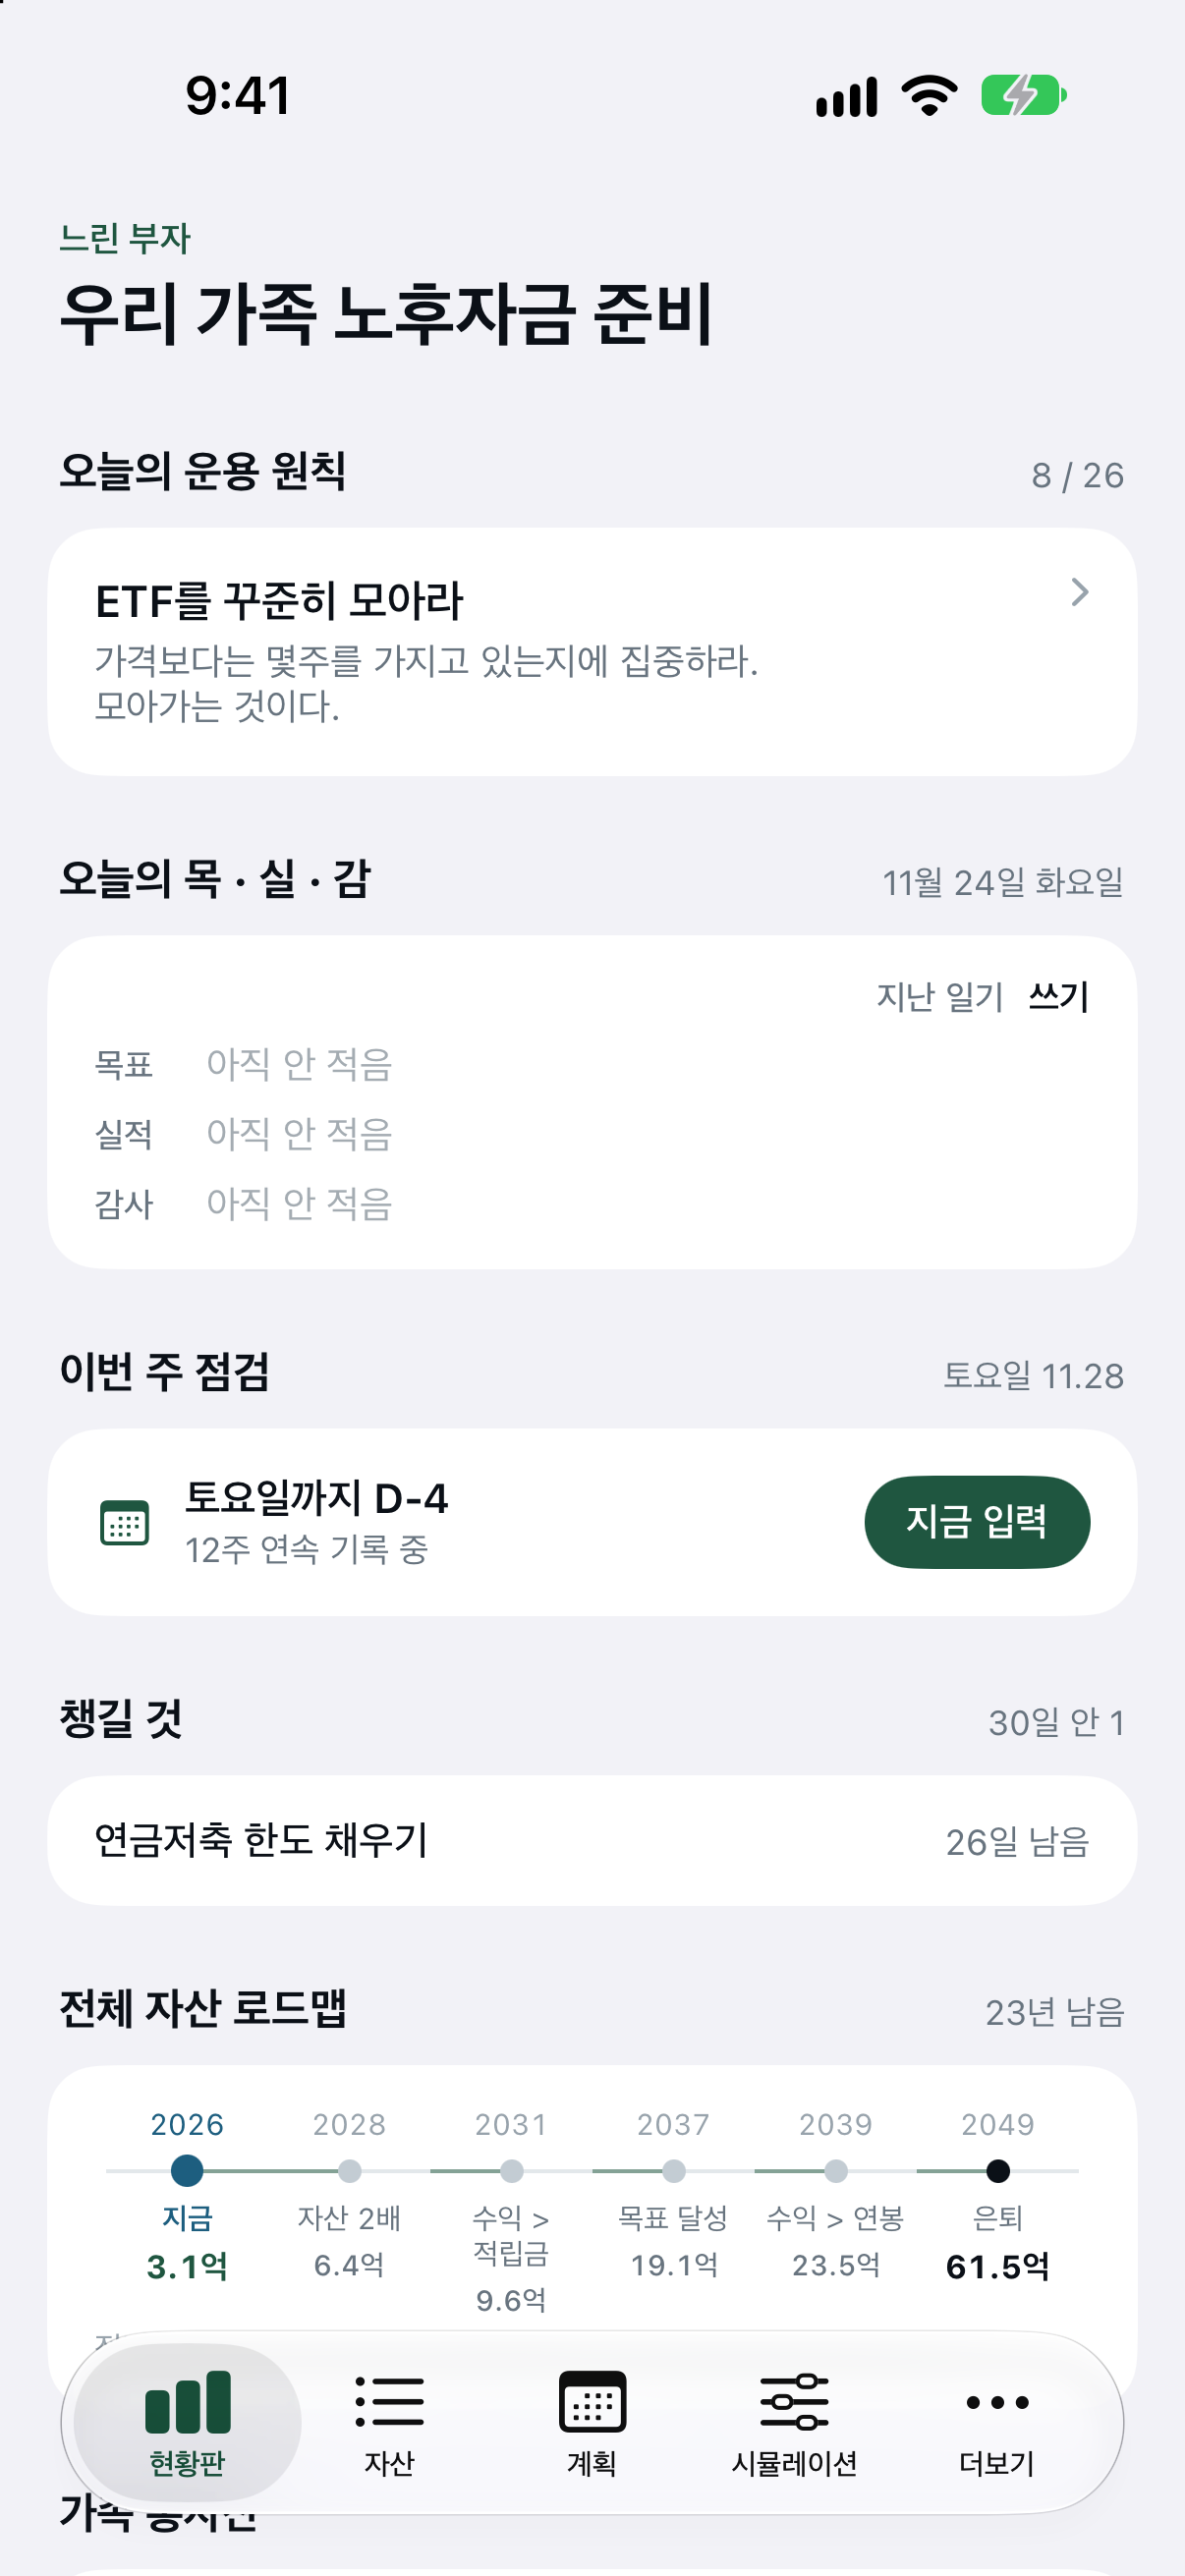 9:41
느린 부자
우리 가족 노후자금 준비
오늘의 운용 원칙
8 / 26
ETF를 꾸준히 모아라
가격보다는 몇주를 가지고 있는지에 집중하라.
모아가는 것이다.
오늘의 목 · 실 · 감
11월 24일 화요일
지난 일기 쓰기
목표 아직 안 적음
실적 아직 안 적음
감사 아직 안 적음
이번 주 점검
토요일 11.28
토요일까지 D-4
12주 연속 기록 중
지금 입력
챙길 것
30일 안 1
연금저축 한도 채우기
26일 남음
전체 자산 로드맵
23년 남음
2026 2028 2031 2037 2039 2049
지금 자산 2배 수익 > 목표 달성 수익 > 연봉 은퇴
적립금
3.1억 6.4억 9.6억 19.1억 23.5억 61.5억
현황판 자산 계획 시뮬레이션 더보기
가족